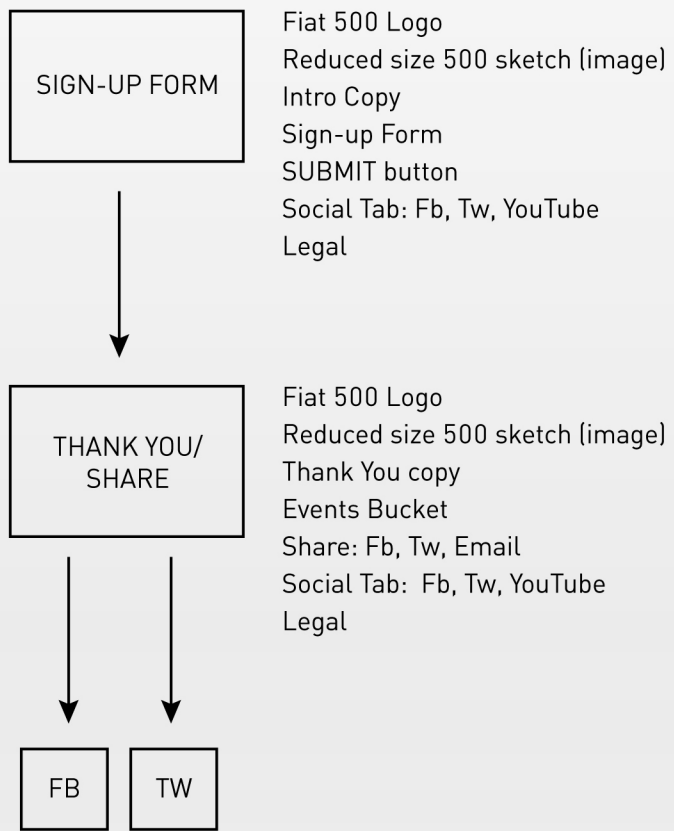 SIGN-UP FORM
Fiat 500 Logo
Reduced size 500 sketch (image)
Intro Copy
Sign-up Form
SUBMIT button
Social Tab: Fb, Tw, YouTube
Legal
THANK YOU/
SHARE
Fiat 500 Logo
Reduced size 500 sketch (image)
Thank You copy
Events Bucket
Share: Fb, Tw, Email
Social Tab:  Fb, Tw, YouTube
Legal
FB
TW